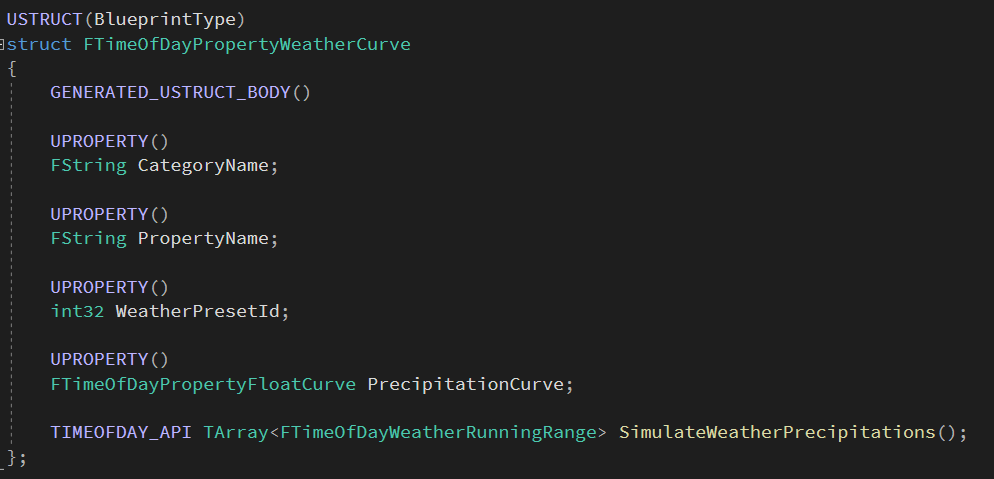 USTRUCT(BlueprintType)
struct FTimeOfDayPropertyWeatherCurve
{
GENERATED_USTRUCT_BODY()
UPROPERTY()
FString CategoryName;
UPROPERTY()
FString PropertyName;
UPROPERTY()
int32 WeatherPresetId;
UPROPERTY()
FTimeOfDayPropertyFloatCurve PrecipitationCurve;
TIMEOFDAY_API TArray<FTimeOfDayWeatherRunningRange> SimulateWeatherPrecipitations();
};